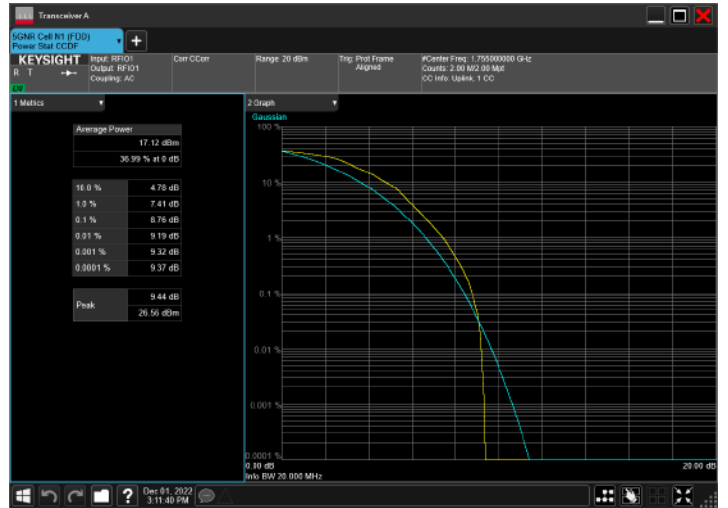 Transceiver A
5GNR Cell N1 (FDD)
Power Stat CCDF
+
KEYSIGHT
R T
Input: RFIO1
Output: RFIO1
Coupling: AC
Corr CCorr
Range 20 dBm
Trig: Prot Frame
Aligned
#Center Freq: 1.755000000 GHz
Counts: 2.00 M/2.00 Mpt
CC Info: Uplink, 1 CC
1 Metrics
Average Power
17.12 dBm
36.99 % at 0 dB
10.0 % 4.78 dB
1.0 % 7.41 dB
0.1 % 8.76 dB
0.01 % 9.19 dB
0.001 % 9.32 dB
0.0001 % 9.37 dB
Peak
9.44 dB
26.56 dBm
2 Graph
Gaussian
100 %
10 %
1 %
0.1 %
0.01 %
0.001 %
0.0001 %
0.00 dB
20.00 dB
Info BW 20.000 MHz
?
Dec 01, 2022
3:11:40 PM